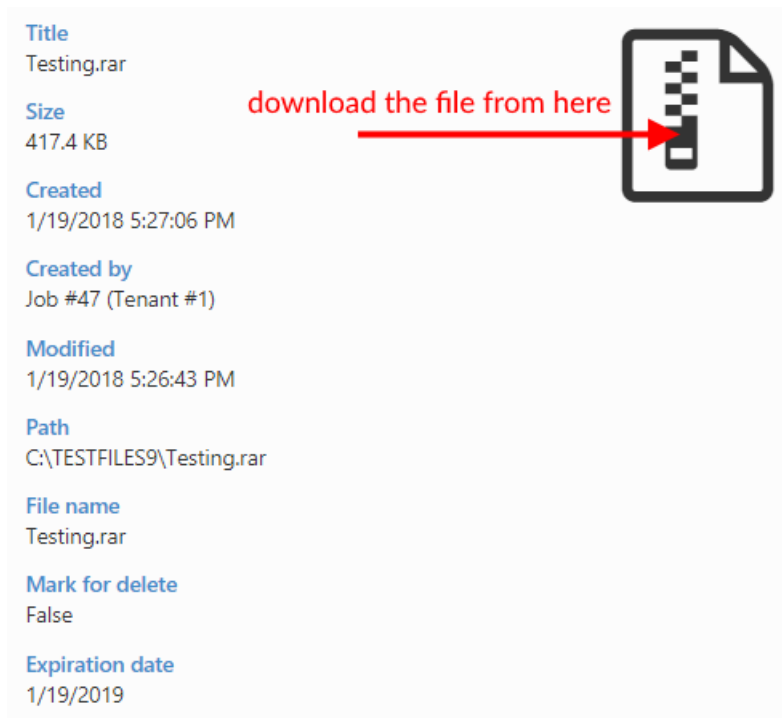 Title
Testing.rar
download the file from here
Size
417.4 KB
Created
1/19/2018 5:27:06 PM
Created by
Job #47 (Tenant #1)
Modified
1/19/2018 5:26:43 PM
Path
C:\TESTFILES9\Testing.rar
File name
Testing.rar
Mark for delete
False
Expiration date
1/19/2019